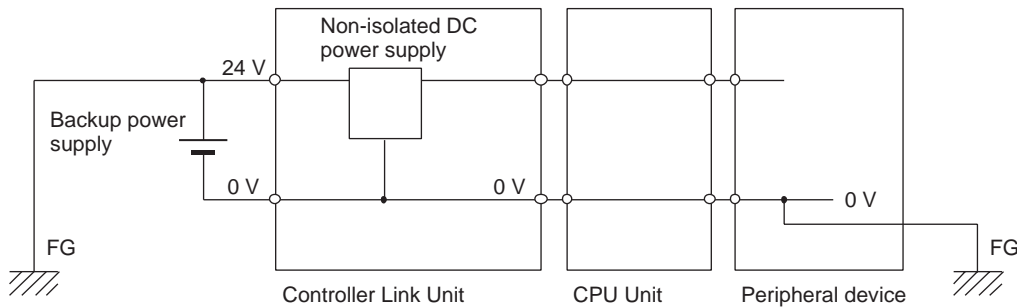 Non-isolated DC
power supply
24 V
Backup power
supply
0 V
0 V
0 V
FG
FG
Controller Link Unit
CPU Unit
Peripheral device